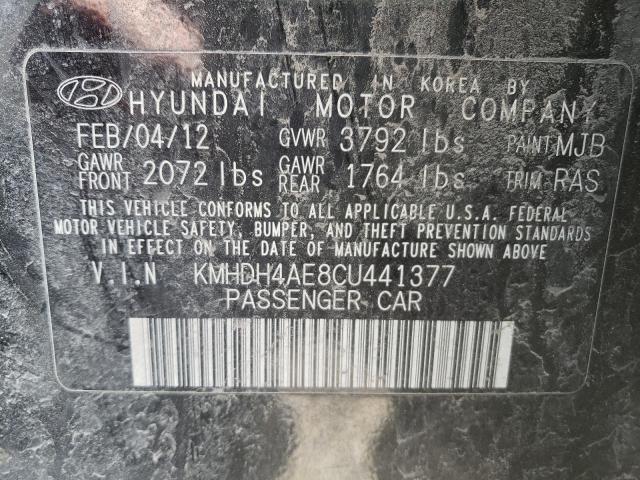 MANUFACTURED IN KOREA BY
HYUNDAI MOTOR COMPANY
FEB/04/12 GVWR 3792 lbs PAINT:MJB
GAWR FRONT 2072 lbs GAWR REAR 1764 lbs TRIM:RAS
THIS VEHICLE CONFORMS TO ALL APPLICABLE U.S.A. FEDERAL
MOTOR VEHICLE SAFETY, BUMPER, AND THEFT PREVENTION STANDARDS
IN EFFECT ON THE DATE OF MANUFACTURE SHOWN ABOVE
V.I.N KMHDH4AE8CU441377
PASSENGER CAR